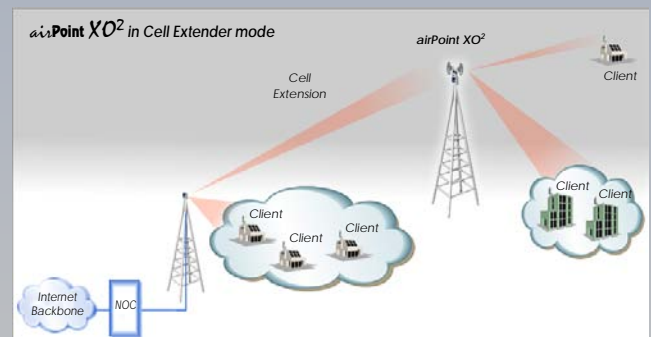 airPoint XO² in Cell Extender mode
airPoint XO²
Client
Cell
Extension
Client
Client
Client
Client
Client
Internet
Backbone
NOC